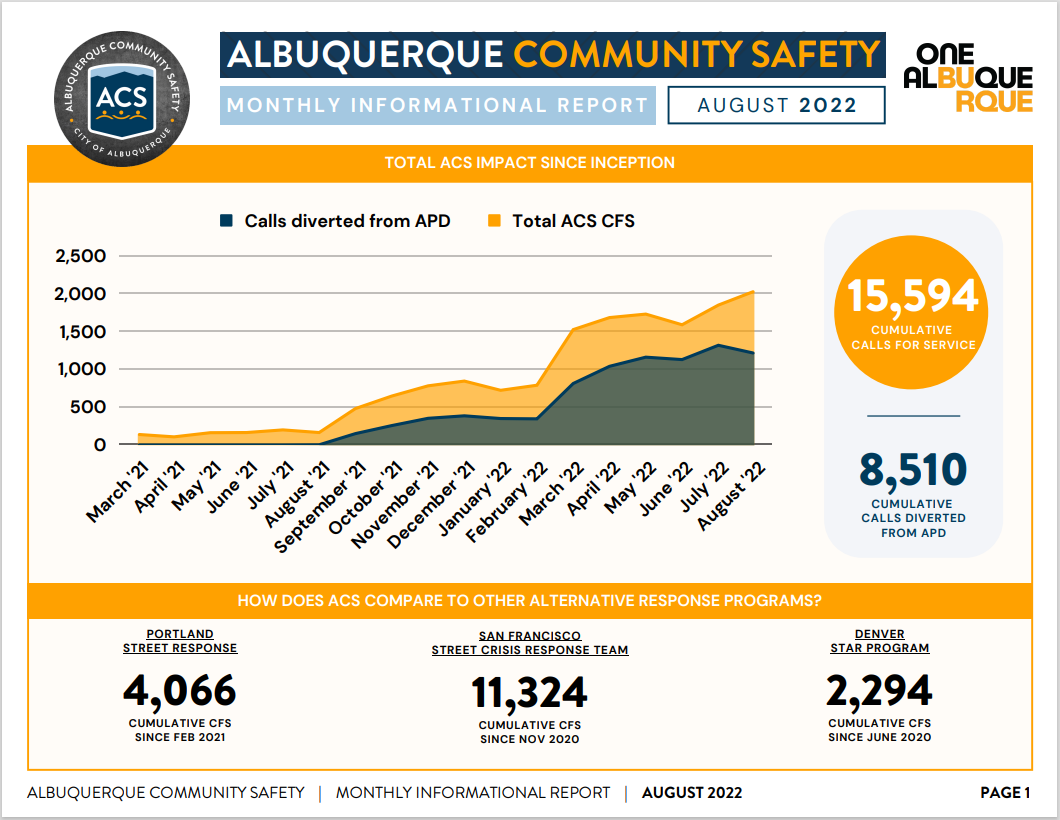 ALBUQUERQUE COMMUNITY SAFETY
ACS
CITY OF ALBUQUERQUE
ALBUQUERQUE COMMUNITY SAFETY
MONTHLY INFORMATIONAL REPORT
AUGUST 2022
ONE
ALBUQUE
RQUE
TOTAL ACS IMPACT SINCE INCEPTION
Calls diverted from APD
Total ACS CFS
2,500
2,000
1,500
1,000
500
0
March '21
April '21
May '21
June '21
July '21
August '21
September '21
October '21
November '21
December '21
January '22
February '22
March '22
April '22
May '22
June '22
July '22
August '22
15,594
CUMULATIVE
CALLS FOR SERVICE
8,510
CUMULATIVE
CALLS DIVERTED
FROM APD
HOW DOES ACS COMPARE TO OTHER ALTERNATIVE RESPONSE PROGRAMS?
PORTLAND
STREET RESPONSE
4,066
CUMULATIVE CFS
SINCE FEB 2021
SAN FRANCISCO
STREET CRISIS RESPONSE TEAM
11,324
CUMULATIVE CFS
SINCE NOV 2020
DENVER
STAR PROGRAM
2,294
CUMULATIVE CFS
SINCE JUNE 2020
ALBUQUERQUE COMMUNITY SAFETY | MONTHLY INFORMATIONAL REPORT | AUGUST 2022
PAGE 1